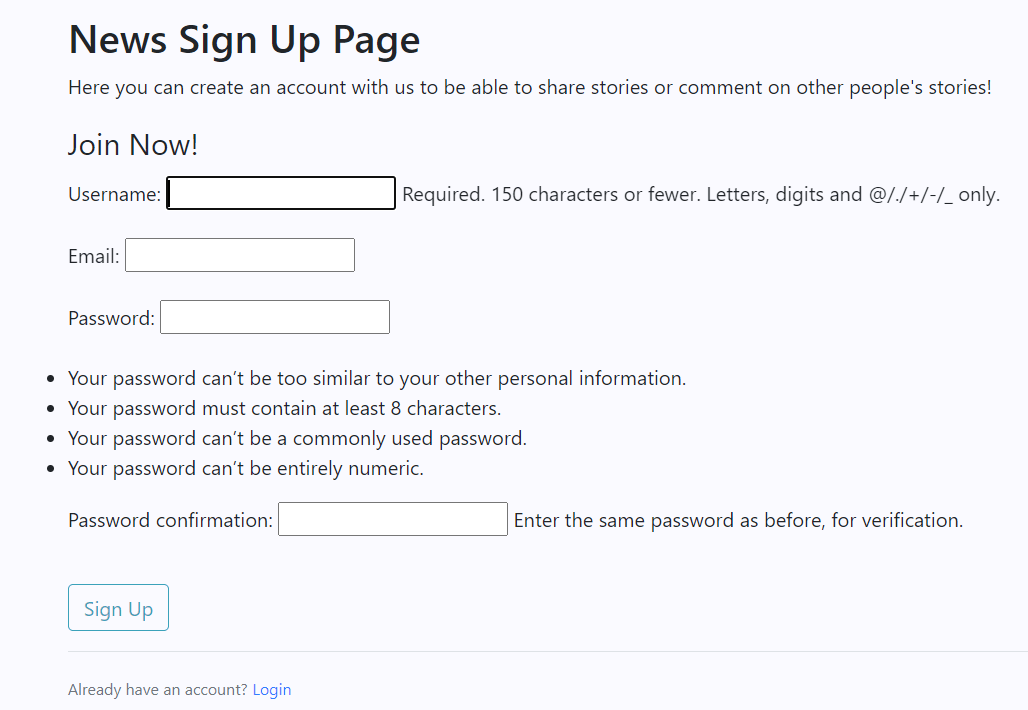 News Sign Up Page
Here you can create an account with us to be able to share stories or comment on other people's stories!
Join Now!
Username: Required. 150 characters or fewer. Letters, digits and @/./+/-/_ only.
Email:
Password:
Your password can’t be too similar to your other personal information.
Your password must contain at least 8 characters.
Your password can’t be a commonly used password.
Your password can’t be entirely numeric.
Password confirmation: Enter the same password as before, for verification.
Sign Up
Already have an account? Login